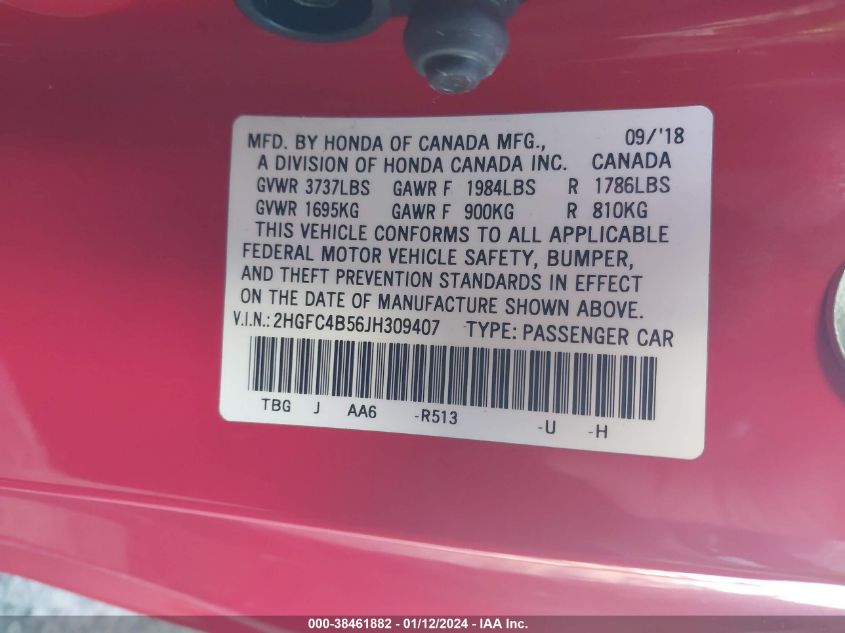 MFD. BY HONDA OF CANADA MFG., 09/'18
A DIVISION OF HONDA CANADA INC. CANADA
GVWR 3737LBS GAWR F 1984LBS R 1786LBS
GVWR 1695KG GAWR F 900KG R 810KG
THIS VEHICLE CONFORMS TO ALL APPLICABLE
FEDERAL MOTOR VEHICLE SAFETY, BUMPER,
AND THEFT PREVENTION STANDARDS IN EFFECT
ON THE DATE OF MANUFACTURE SHOWN ABOVE.
V.I.N.: 2HGFC4B56JH309407 TYPE: PASSENGER CAR
TBG J AA6 -R513 -U -H
000-38461882 - 01/12/2024 - IAA Inc.